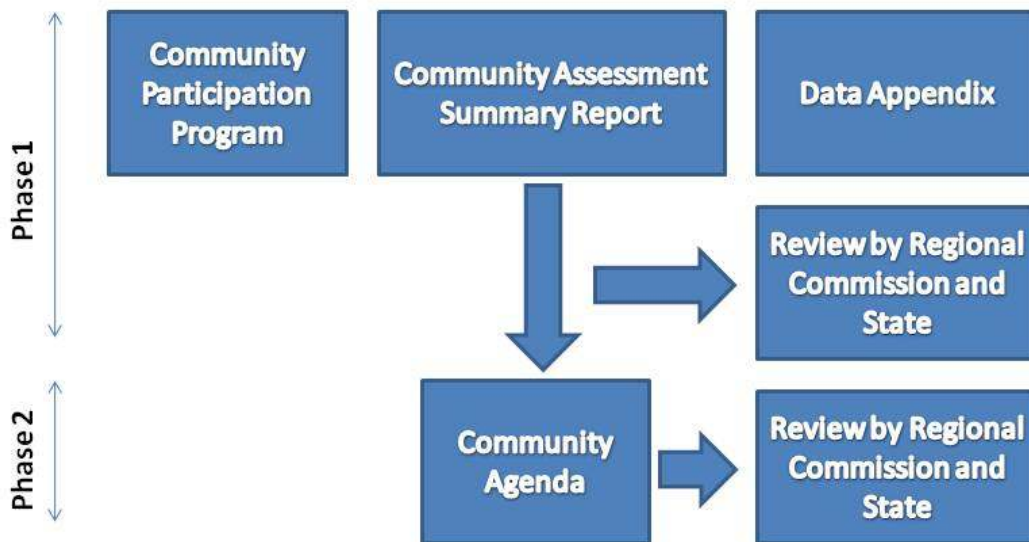 Phase 1
Community
Participation
Program
Community Assessment
Summary Report
Data Appendix
Review by Regional
Commission and
State
Phase 2
Community
Agenda
Review by Regional
Commission and
State